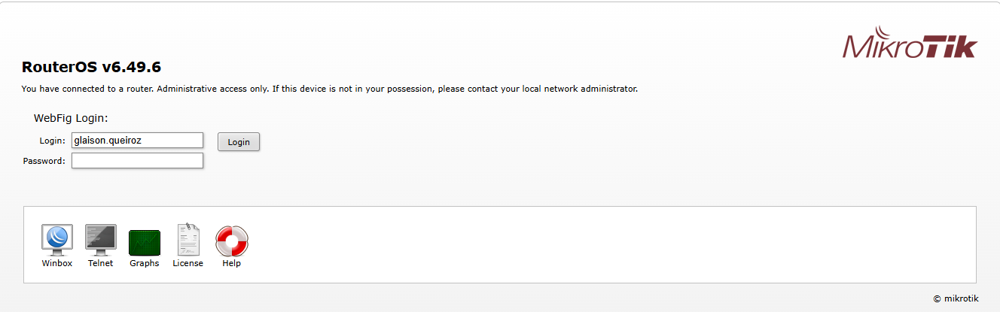 MikroTik
RouterOS v6.49.6
You have connected to a router. Administrative access only. If this device is not in your possession, please contact your local network administrator.
WebFig Login:
Login: glaison.queiroz Login
Password:
Winbox Telnet Graphs License Help
© mikrotik